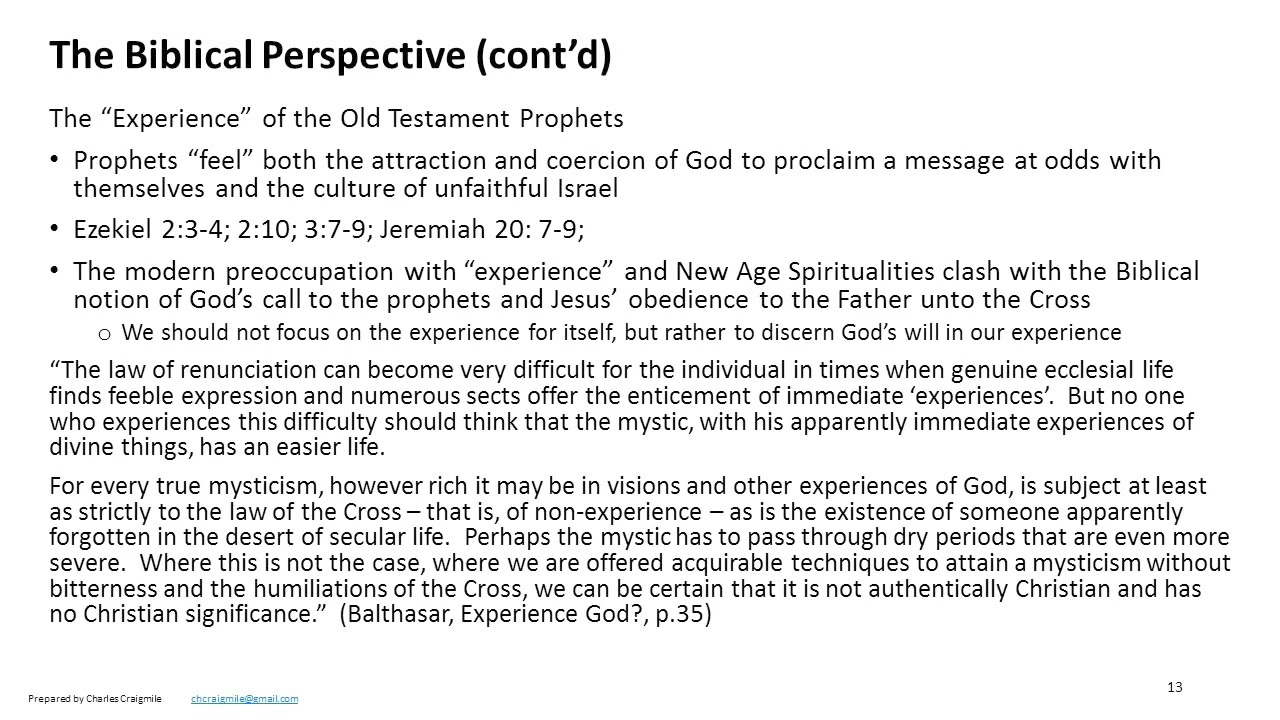 The Biblical Perspective (cont’d)
The “Experience” of the Old Testament Prophets
• Prophets “feel” both the attraction and coercion of God to proclaim a message at odds with
themselves and the culture of unfaithful Israel
• Ezekiel 2:3-4; 2:10; 3:7-9; Jeremiah 20: 7-9;
• The modern preoccupation with “experience” and New Age Spiritualities clash with the Biblical
notion of God’s call to the prophets and Jesus’ obedience to the Father unto the Cross
o We should not focus on the experience for itself, but rather to discern God’s will in our experience
“The law of renunciation can become very difficult for the individual in times when genuine ecclesial life
finds feeble expression and numerous sects offer the enticement of immediate ‘experiences’.  But no one
who experiences this difficulty should think that the mystic, with his apparently immediate experiences of
divine things, has an easier life.
For every true mysticism, however rich it may be in visions and other experiences of God, is subject at least
as strictly to the law of the Cross – that is, of non-experience – as is the existence of someone apparently
forgotten in the desert of secular life.  Perhaps the mystic has to pass through dry periods that are even more
severe.  Where this is not the case, where we are offered acquirable techniques to attain a mysticism without
bitterness and the humiliations of the Cross, we can be certain that it is not authentically Christian and has
no Christian significance.”  (Balthasar, Experience God?, p.35)
Prepared by Charles Craigmile chcraigmile@gmail.com
13